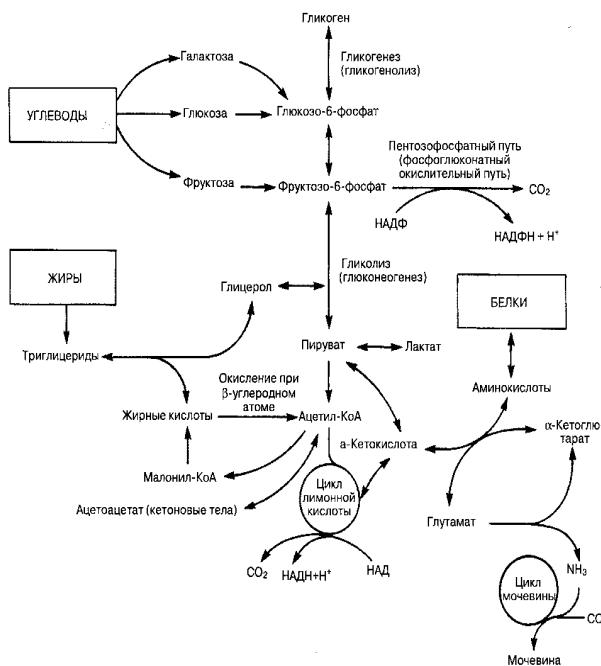 Гликоген
Галактоза
Гликогенез
(гликогенолиз)
УГЛЕВОДЫ
Глюкоза
Глюкозо-6-фосфат
Пентозофосфатный путь
(фосфоглюконатный
окислительный путь)
Фруктоза
Фруктозо-6-фосфат
CO2
НАДФ
НАДФН + Н+
ЖИРЫ
Гликолиз
(глюконеогенез)
Глицерол
БЕЛКИ
Триглицериды
Пируват
Лактат
Окисление при
β-углеродном
атоме
Аминокислоты
Жирные кислоты
Ацетил-КоА
а-Кетокислота
α-Кетоглю
тарат
Малонил-КоА
Цикл
лимонной
кислоты
Ацетоацетат (кетоновые тела)
Глутамат
CO2
НАДН+Н+
НАД
NH3
Цикл
мочевины
CO
Мочевина